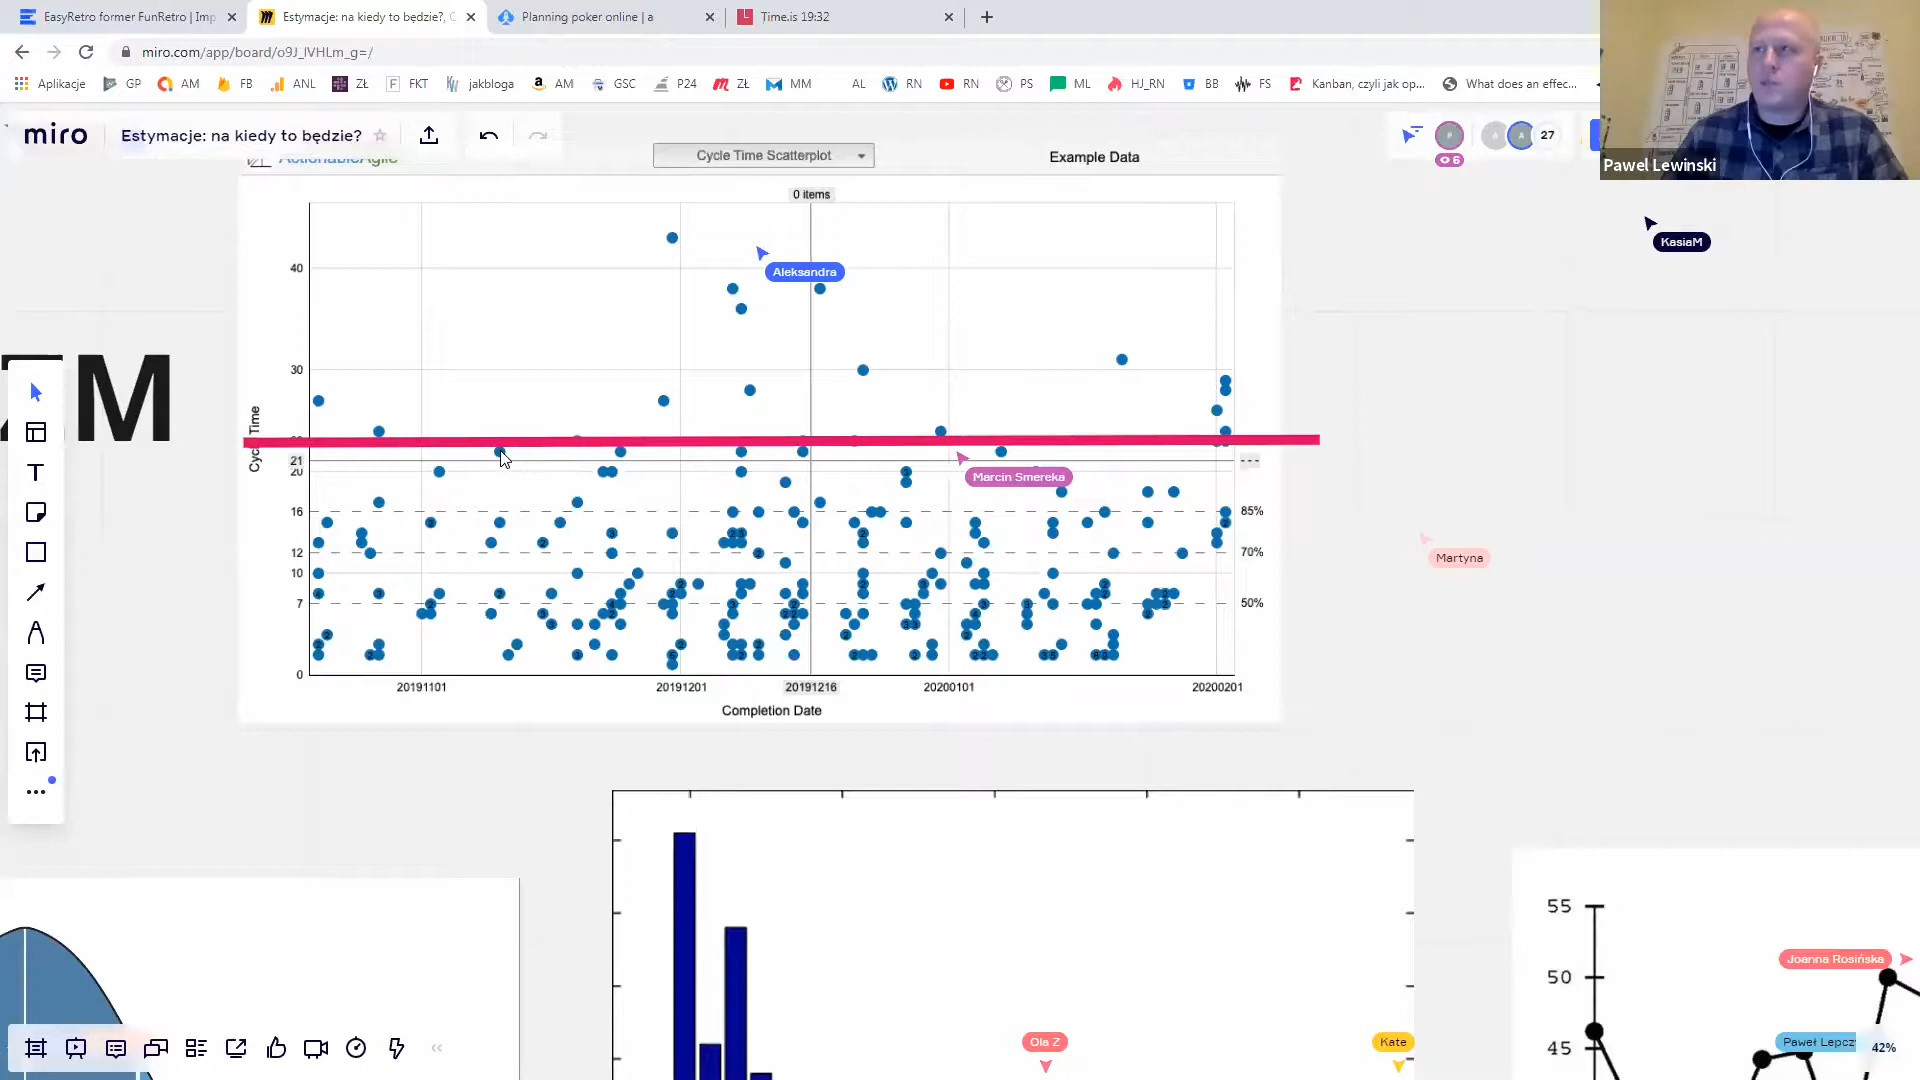 EasyRetro former FunRetro | Imp
Estymacje: na kiedy to będzie?, C
Planning poker online | a
Time.is 19:32
miro.com/app/board/o9J_lVHLm_g=/
Aplikacje
GP
AM
FB
ANL
ZŁ
FKT
jakbloga
AM
GSC
P24
ZŁ
MM
AL
RN
RN
PS
ML
HJ_RN
BB
FS
Kanban, czyli jak op...
What does an effec...
miro
Estymacje: na kiedy to będzie?
27
6
Pawel Lewinski
KasiaM
ActionableAgile
Cycle Time Scatterplot
Example Data
0 items
Aleksandra
40
30
21
20
16
12
10
7
0
Time
Marcin Smereka
85%
70%
50%
Martyna
M
20191101
20191201
20191216
20200101
20200201
Completion Date
55
50
45
Joanna Rosińska
Ola Z
Kate
Paweł Lepcz
42%